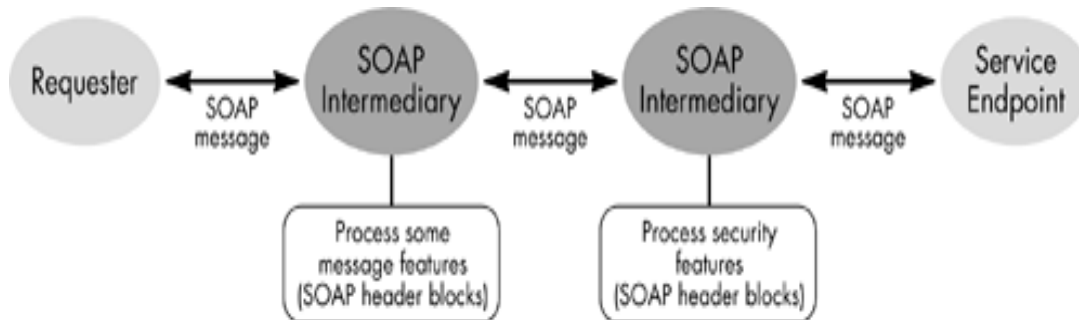 Requester
SOAP
message
SOAP
Intermediary
SOAP
message
SOAP
Intermediary
SOAP
message
Service
Endpoint
Process some
message features
(SOAP header blocks)
Process security
features
(SOAP header blocks)